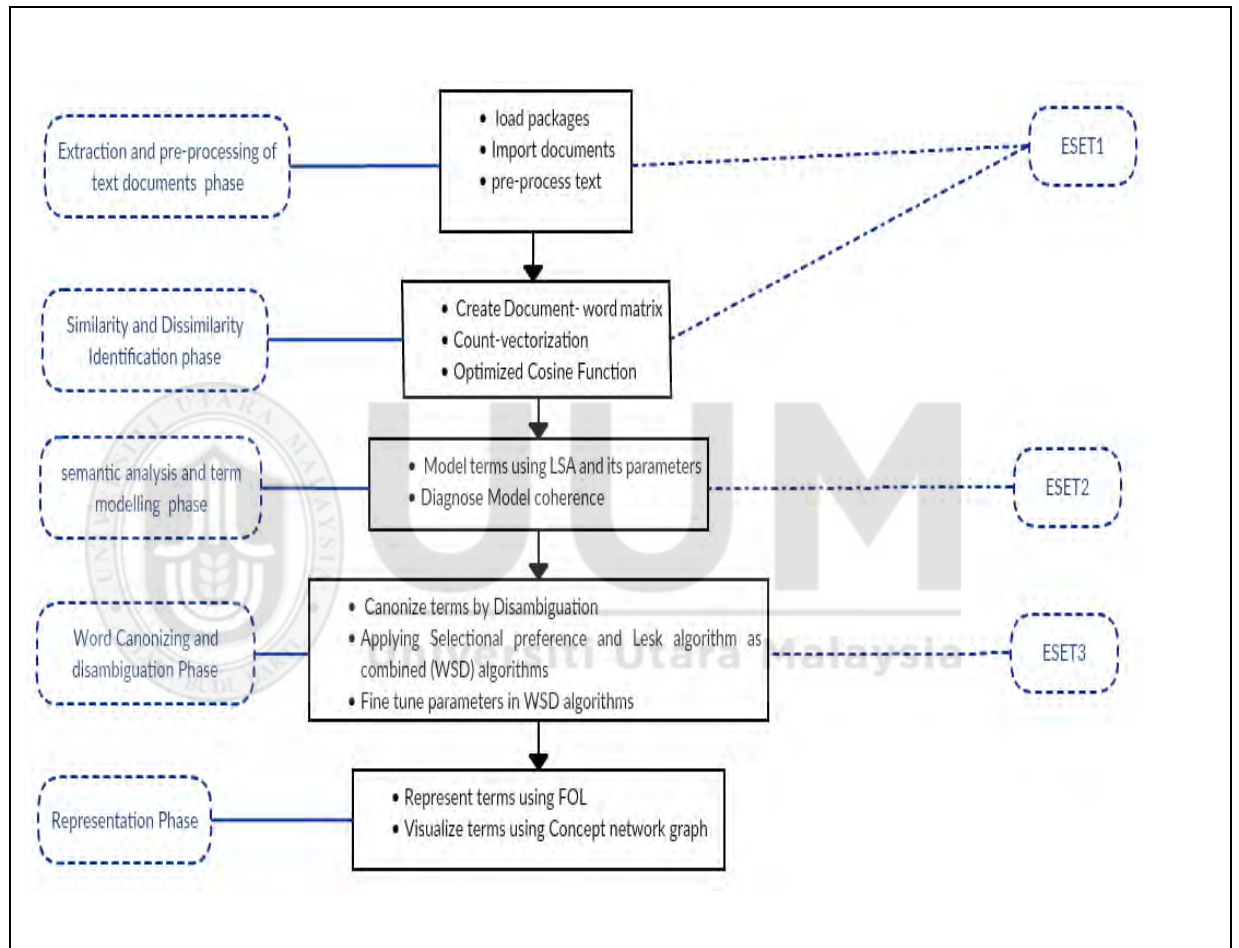 Extraction and pre-processing of
text documents phase
• load packages
• Import documents
• pre-process text
ESET1
Similarity and Dissimilarity
Identification phase
• Create Document- word matrix
• Count-vectorization
• Optimized Cosine Function
semantic analysis and term
modelling phase
• Model terms using LSA and its parameters
• Diagnose Model coherence
ESET2
Word Canonizing and
disambiguation Phase
• Canonize terms by Disambiguation
• Applying Selectional preference and Lesk algorithm as
combined (WSD) algorithms
• Fine tune parameters in WSD algorithms
ESET3
Representation Phase
• Represent terms using FOL
• Visualize terms using Concept network graph
UUM
Universiti Utara Malaysia
UNIVERSITI UTARA MALAYSIA